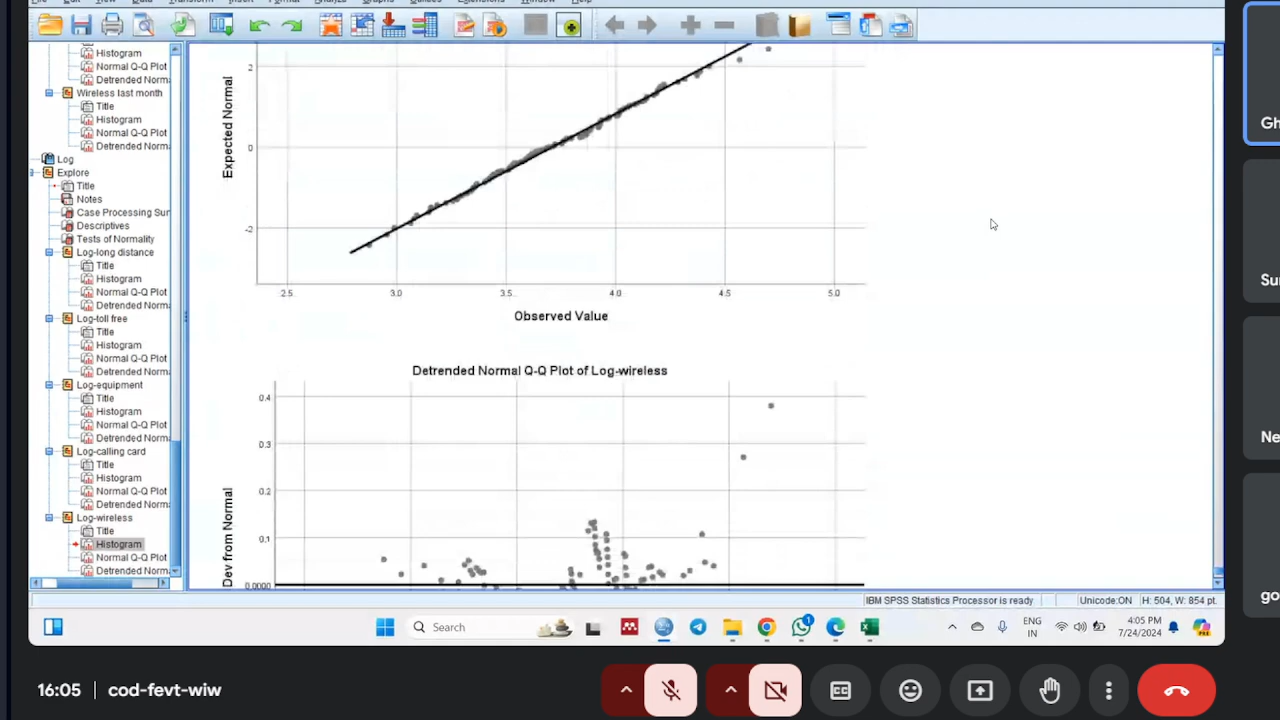 Histogram
Normal Q-Q Plot
Detrended Norma
Wireless last month
Title
Histogram
Normal Q-Q Plot
Detrended Norm
Log
Explore
Title
Notes
Case Processing Sur
Descriptives
Tests of Normality
Log-long distance
Title
Histogram
Normal Q-Q Plot
Detrended Norm
Log-toll free
Title
Histogram
Normal Q-Q Plot
Detrended Norm
Log-equipment
Title
Histogram
Normal Q-Q Plot
Detrended Norm
Log-calling card
Title
Histogram
Normal Q-Q Plot
Detrended Norm
Log-wireless
Title
Histogram
Normal Q-Q Plot
Detrended Norm
Expected Normal
2
0
-2
2.5 3.0 3.5 4.0 4.5 5.0
Observed Value
Detrended Normal Q-Q Plot of Log-wireless
Dev from Normal
0.4
0.3
0.2
0.1
0.0000
Gh
Su
Ne
go
IBM SPSS Statistics Processor is ready Unicode:ON H: 504, W: 854 pt.
Search
1
ENG
IN
4:05 PM
7/24/2024
16:05 | cod-fevt-wiw